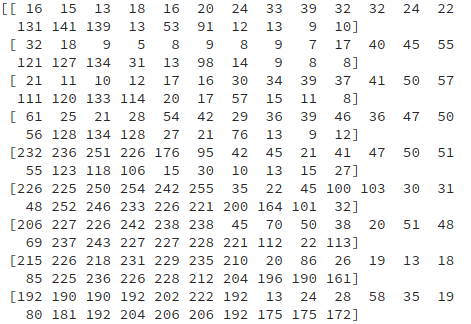 [[ 16 15 13 18 16 20 24 33 39 32 32 24 22
131 141 139 13 53 91 12 13 9 10]
[ 32 18 9 5 8 9 8 9 7 17 40 45 55
121 127 134 31 13 98 14 9 8 8]
[ 21 11 10 12 17 16 30 34 39 37 41 50 57
111 120 133 114 20 17 57 15 11 8]
[ 61 25 21 28 54 42 29 36 39 46 36 47 50
56 128 134 128 27 21 76 13 9 12]
[232 236 251 226 176 95 42 45 21 41 47 50 51
55 123 118 106 15 30 10 13 15 27]
[226 225 250 254 242 255 35 22 45 100 103 30 31
48 252 246 233 226 221 200 164 101 32]
[206 227 226 242 238 238 45 70 50 38 20 51 48
69 237 243 227 227 228 221 112 22 113]
[215 226 218 231 229 235 210 20 86 26 19 13 18
85 225 236 226 228 212 204 196 190 161]
[192 190 190 192 202 222 192 13 24 28 58 35 19
80 181 192 204 206 206 192 175 175 172]